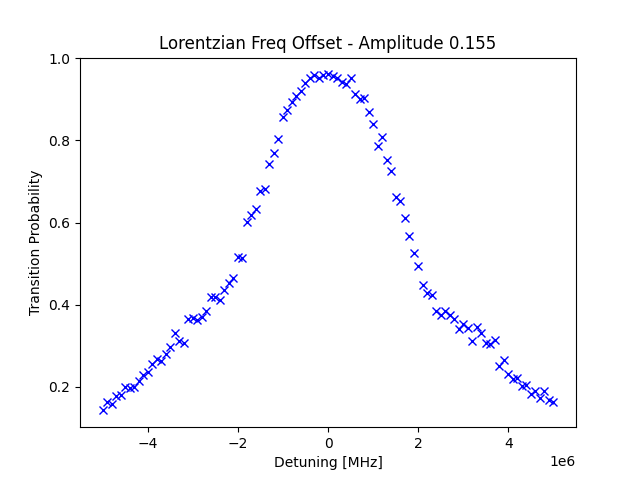 Lorentzian Freq Offset - Amplitude 0.155
1.0
0.8
0.6
0.4
0.2
Transition Probability
−4
−2
0
2
4
1e6
Detuning [MHz]